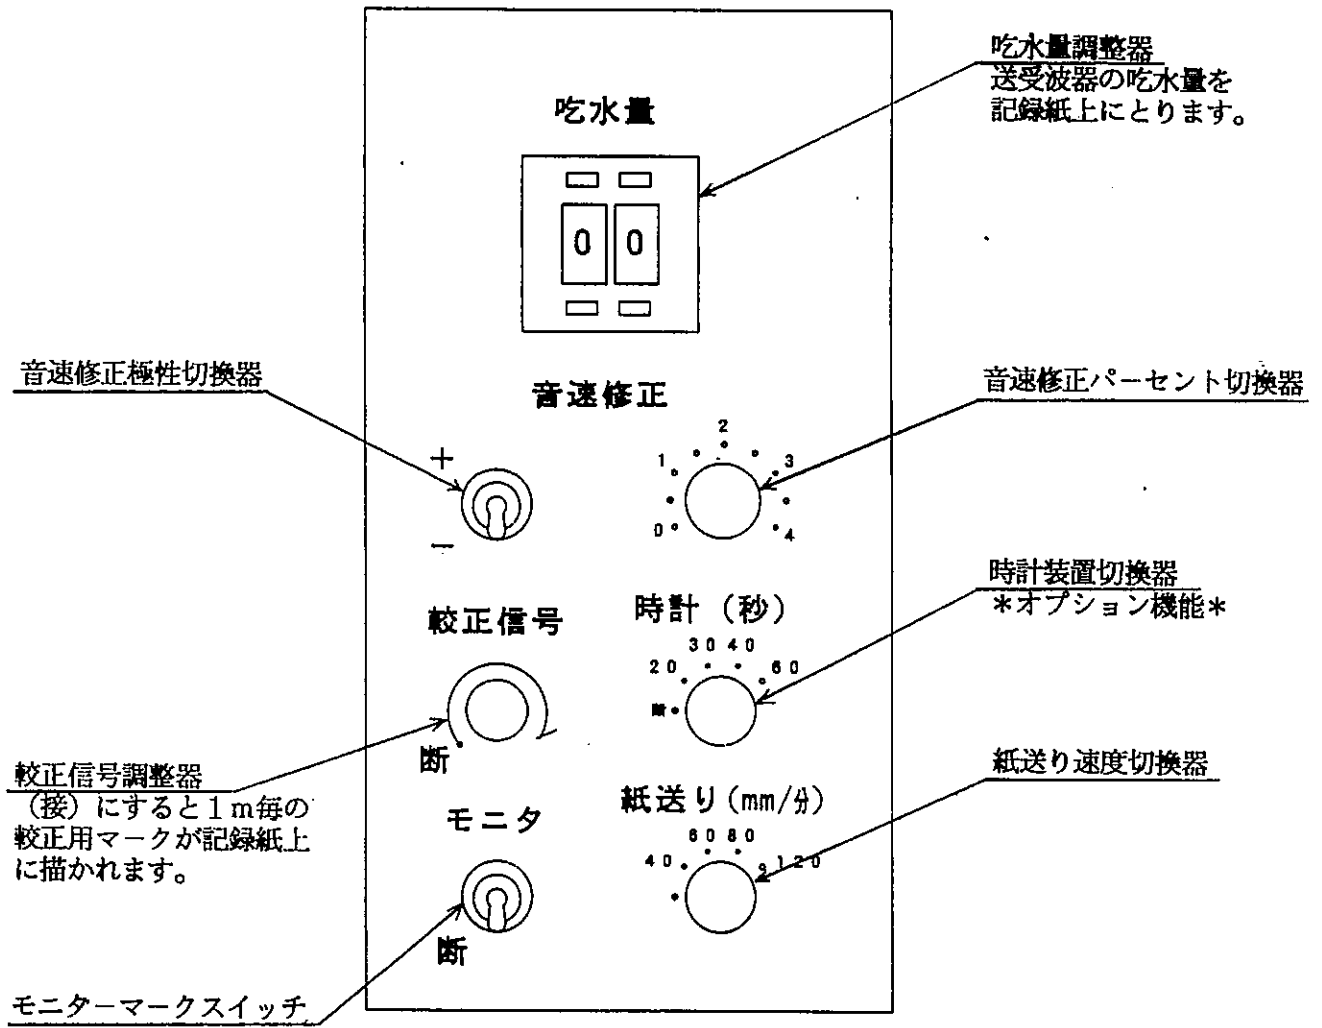 吃水量調整器
送受波器の吃水量を
記録紙上にとります。
吃水量
0 0
音速修正極性切換器
音速修正パーセント切換器
音速修正
+
−
0 1 2 3 4
時計装置切換器
*オプション機能*
較正信号
時計(秒)
断 20 30 40 60
断
較正信号調整器
(接)にすると1m毎の
較正用マークが記録紙上
に描かれます。
紙送り速度切換器
モニタ
紙送り(mm/分)
40 60 80 120
断
モニターマークスイッチ